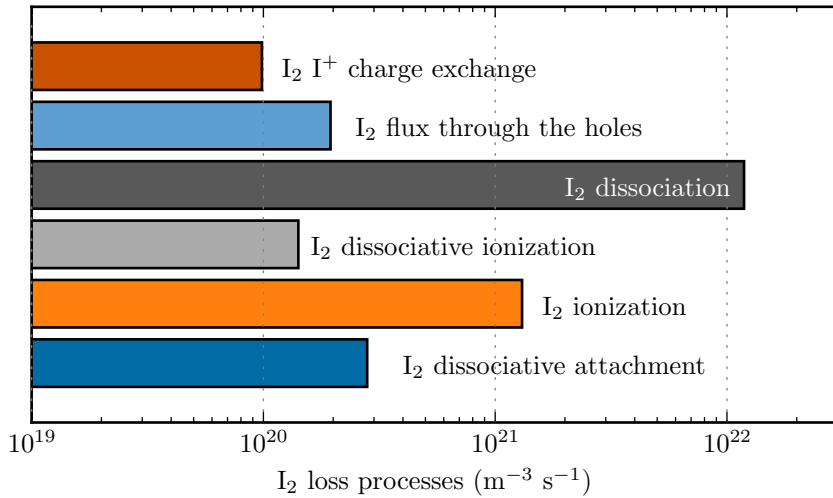 I₂ I⁺ charge exchange
I₂ flux through the holes
I₂ dissociation
I₂ dissociative ionization
I₂ ionization
I₂ dissociative attachment
10¹⁹ 10²⁰ 10²¹ 10²²
I₂ loss processes (m⁻³ s⁻¹)